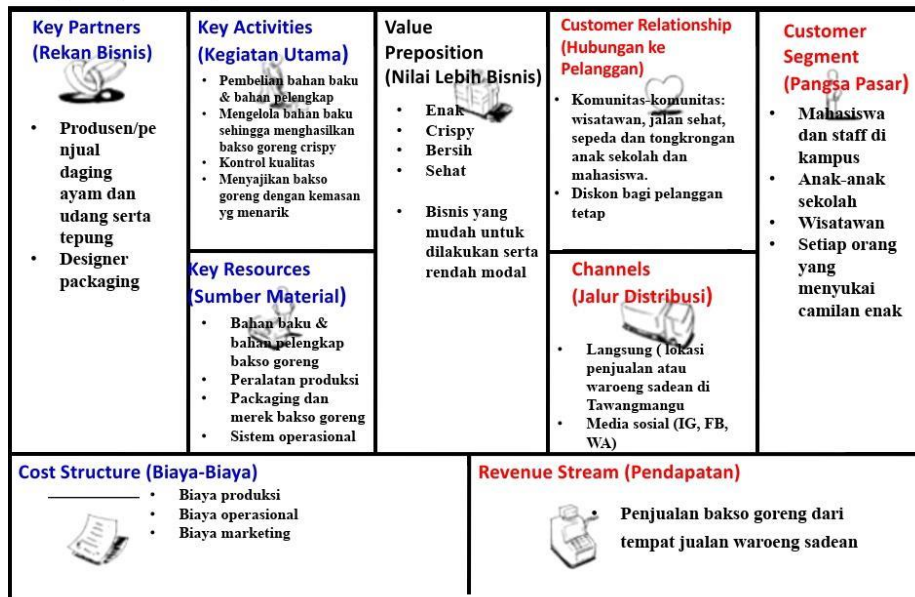 Key Partners
(Rekan Bisnis)
• Produsen/pe
njual
daging
ayam dan
udang serta
tepung
• Designer
packaging
Key Activities
(Kegiatan Utama)
• Pembelian bahan baku
& bahan pelengkap
• Mengelola bahan baku
sehingga menghasilkan
bakso goreng crispy
• Kontrol kualitas
• Menyajikan bakso
goreng dengan kemasan
yg menarik
Key Resources
(Sumber Material)
• Bahan baku &
bahan pelengkap
bakso goreng
• Peralatan produksi
• Packaging dan
merek bakso goreng
• Sistem operasional
Value
Preposition
(Nilai Lebih Bisnis)
• Enak
• Crispy
• Bersih
• Sehat
• Bisnis yang
mudah untuk
dilakukan serta
rendah modal
Customer Relationship
(Hubungan ke
Pelanggan)
• Komunitas-komunitas:
wisatawan, jalan sehat,
sepeda dan tongkrongan
anak sekolah dan
mahasiswa.
• Diskon bagi pelanggan
tetap
Channels
(Jalur Distribusi)
• Langsung ( lokasi
penjualan atau
waroeng sadean di
Tawangmangu
• Media sosial (IG, FB,
WA)
Customer
Segment
(Pangsa Pasar)
• Mahasiswa
dan staff di
kampus
• Anak-anak
sekolah
• Wisatawan
• Setiap orang
yang
menyukai
camilan enak
Cost Structure (Biaya-Biaya)
• Biaya produksi
• Biaya operasional
• Biaya marketing
Revenue Stream (Pendapatan)
• Penjualan bakso goreng dari
tempat jualan waroeng sadean